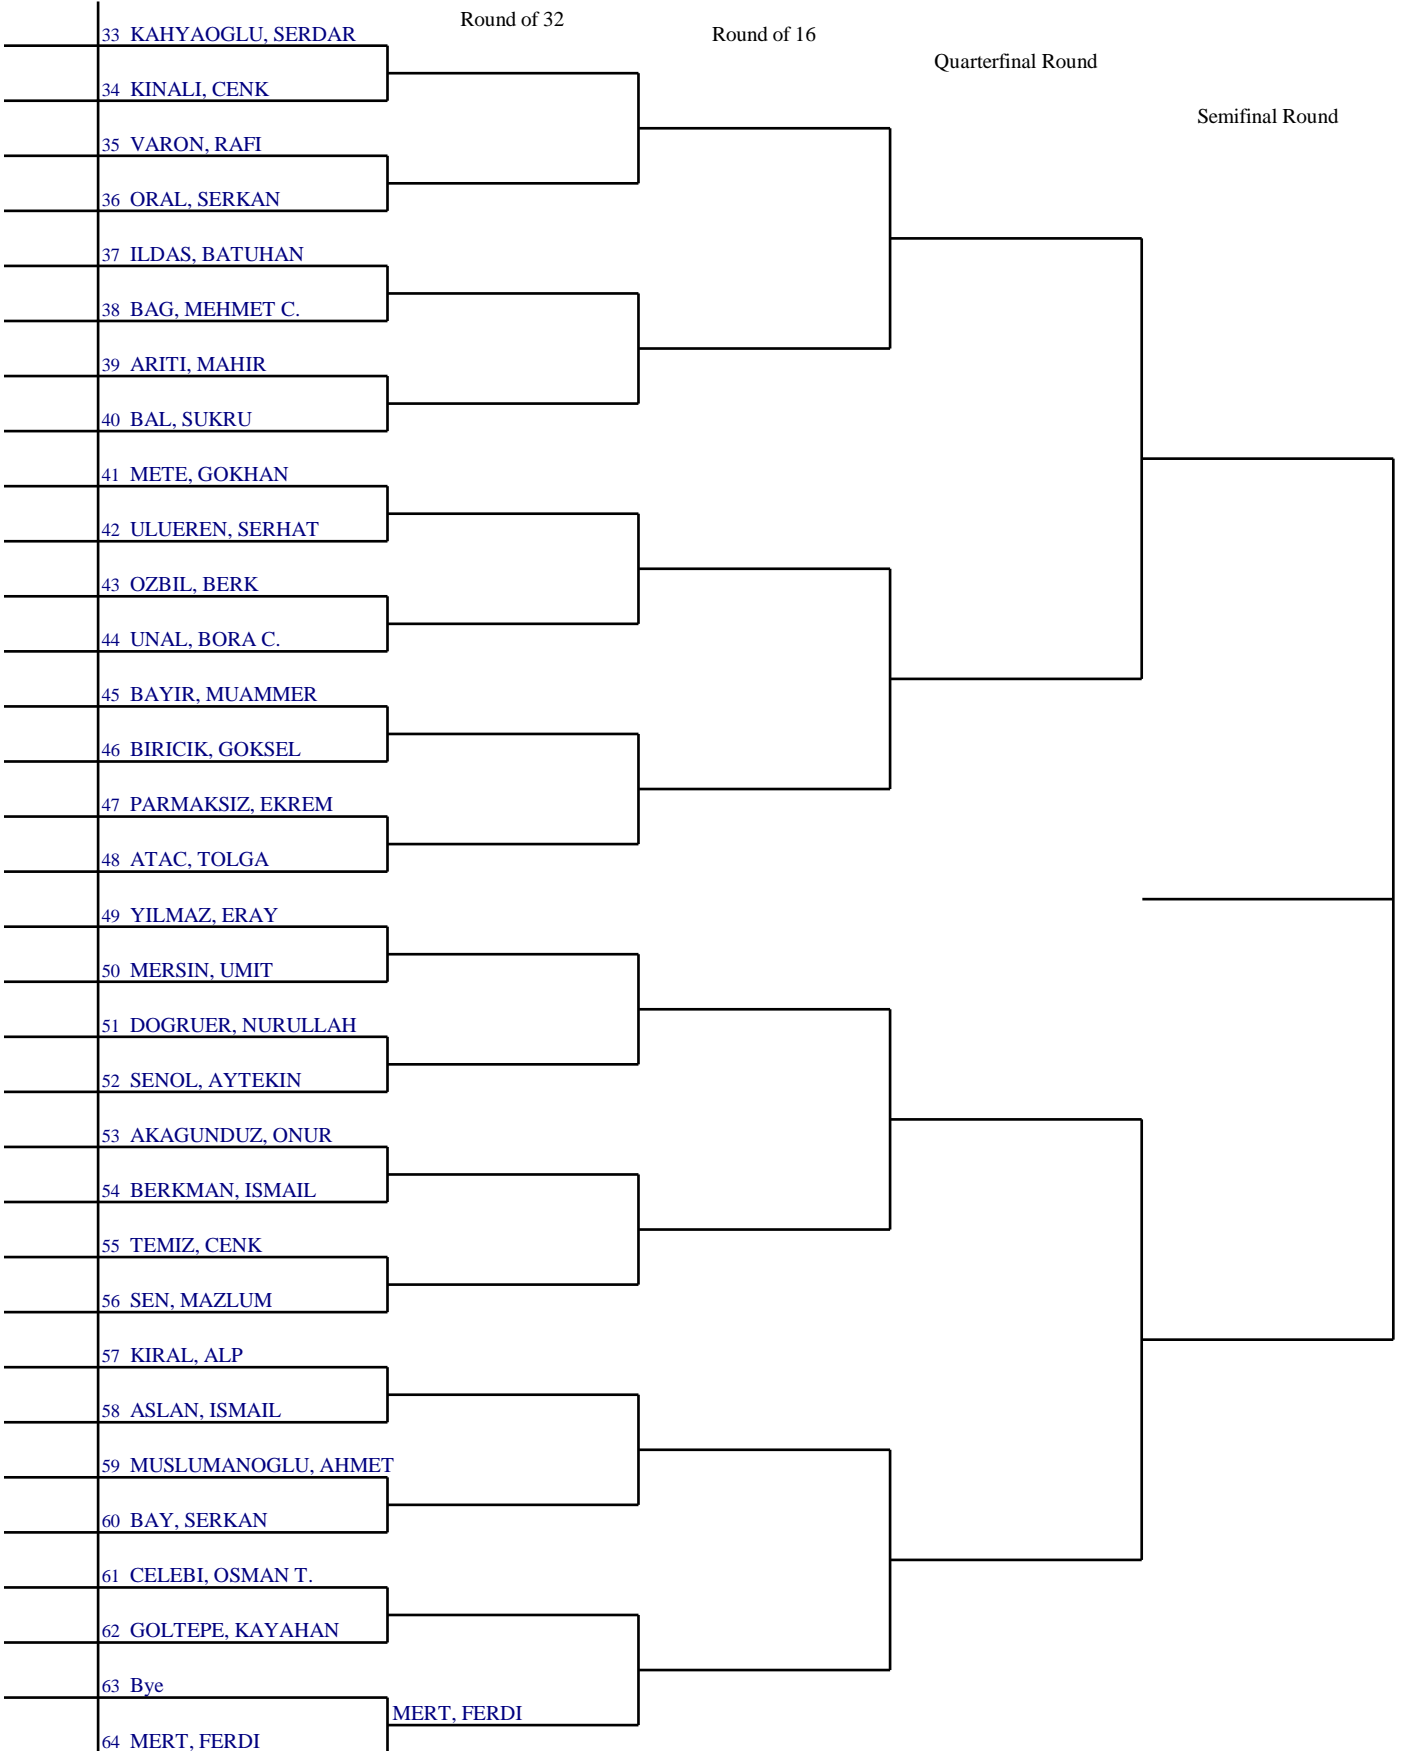 Round of 32
Round of 16
Quarterfinal Round
Semifinal Round
33 KAHYAOGLU, SERDAR
34 KINALI, CENK
35 VARON, RAFI
36 ORAL, SERKAN
37 ILDAS, BATUHAN
38 BAG, MEHMET C.
39 ARITI, MAHIR
40 BAL, SUKRU
41 METE, GOKHAN
42 ULUEREN, SERHAT
43 OZBIL, BERK
44 UNAL, BORA C.
45 BAYIR, MUAMMER
46 BIRICIK, GOKSEL
47 PARMAKSIZ, EKREM
48 ATAC, TOLGA
49 YILMAZ, ERAY
50 MERSIN, UMIT
51 DOGRUER, NURULLAH
52 SENOL, AYTEKIN
53 AKAGUNDUZ, ONUR
54 BERKMAN, ISMAIL
55 TEMIZ, CENK
56 SEN, MAZLUM
57 KIRAL, ALP
58 ASLAN, ISMAIL
59 MUSLUMANOGLU, AHMET
60 BAY, SERKAN
61 CELEBI, OSMAN T.
62 GOLTEPE, KAYAHAN
63 Bye
MERT, FERDI
64 MERT, FERDI